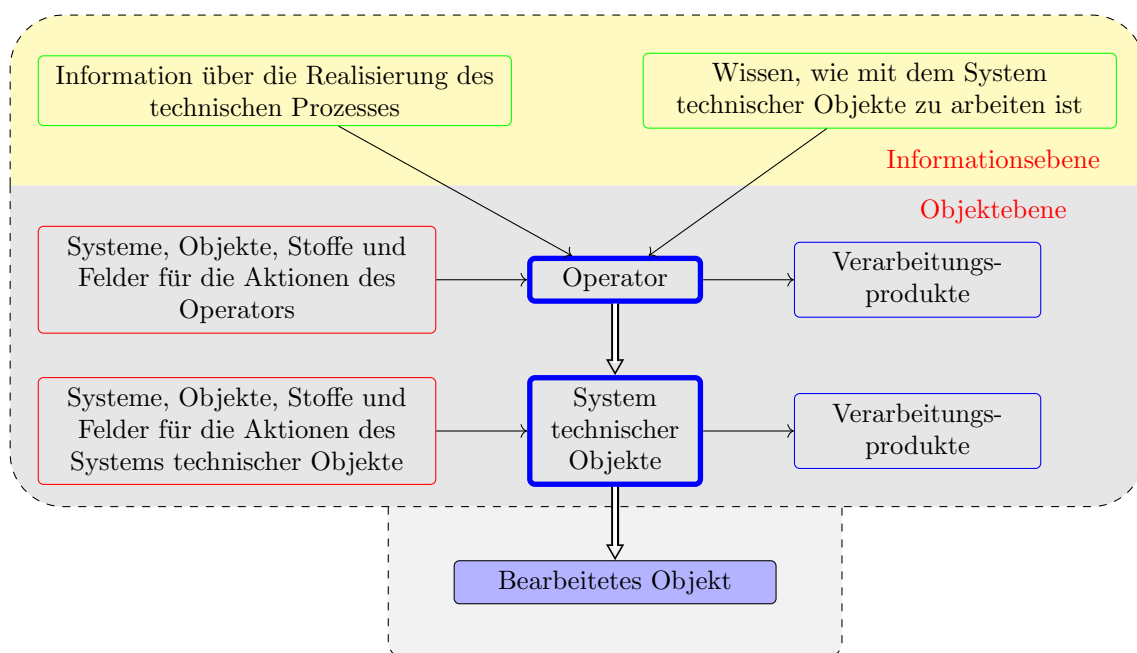 Information über die Realisierung des
technischen Prozesses
Wissen, wie mit dem System
technischer Objekte zu arbeiten ist
Informationsebene
Objektebene
Systeme, Objekte, Stoffe und
Felder für die Aktionen des
Operators
Operator
Verarbeitungs-
produkte
Systeme, Objekte, Stoffe und
Felder für die Aktionen des
Systems technischer Objekte
System
technischer
Objekte
Verarbeitungs-
produkte
Bearbeitetes Objekt